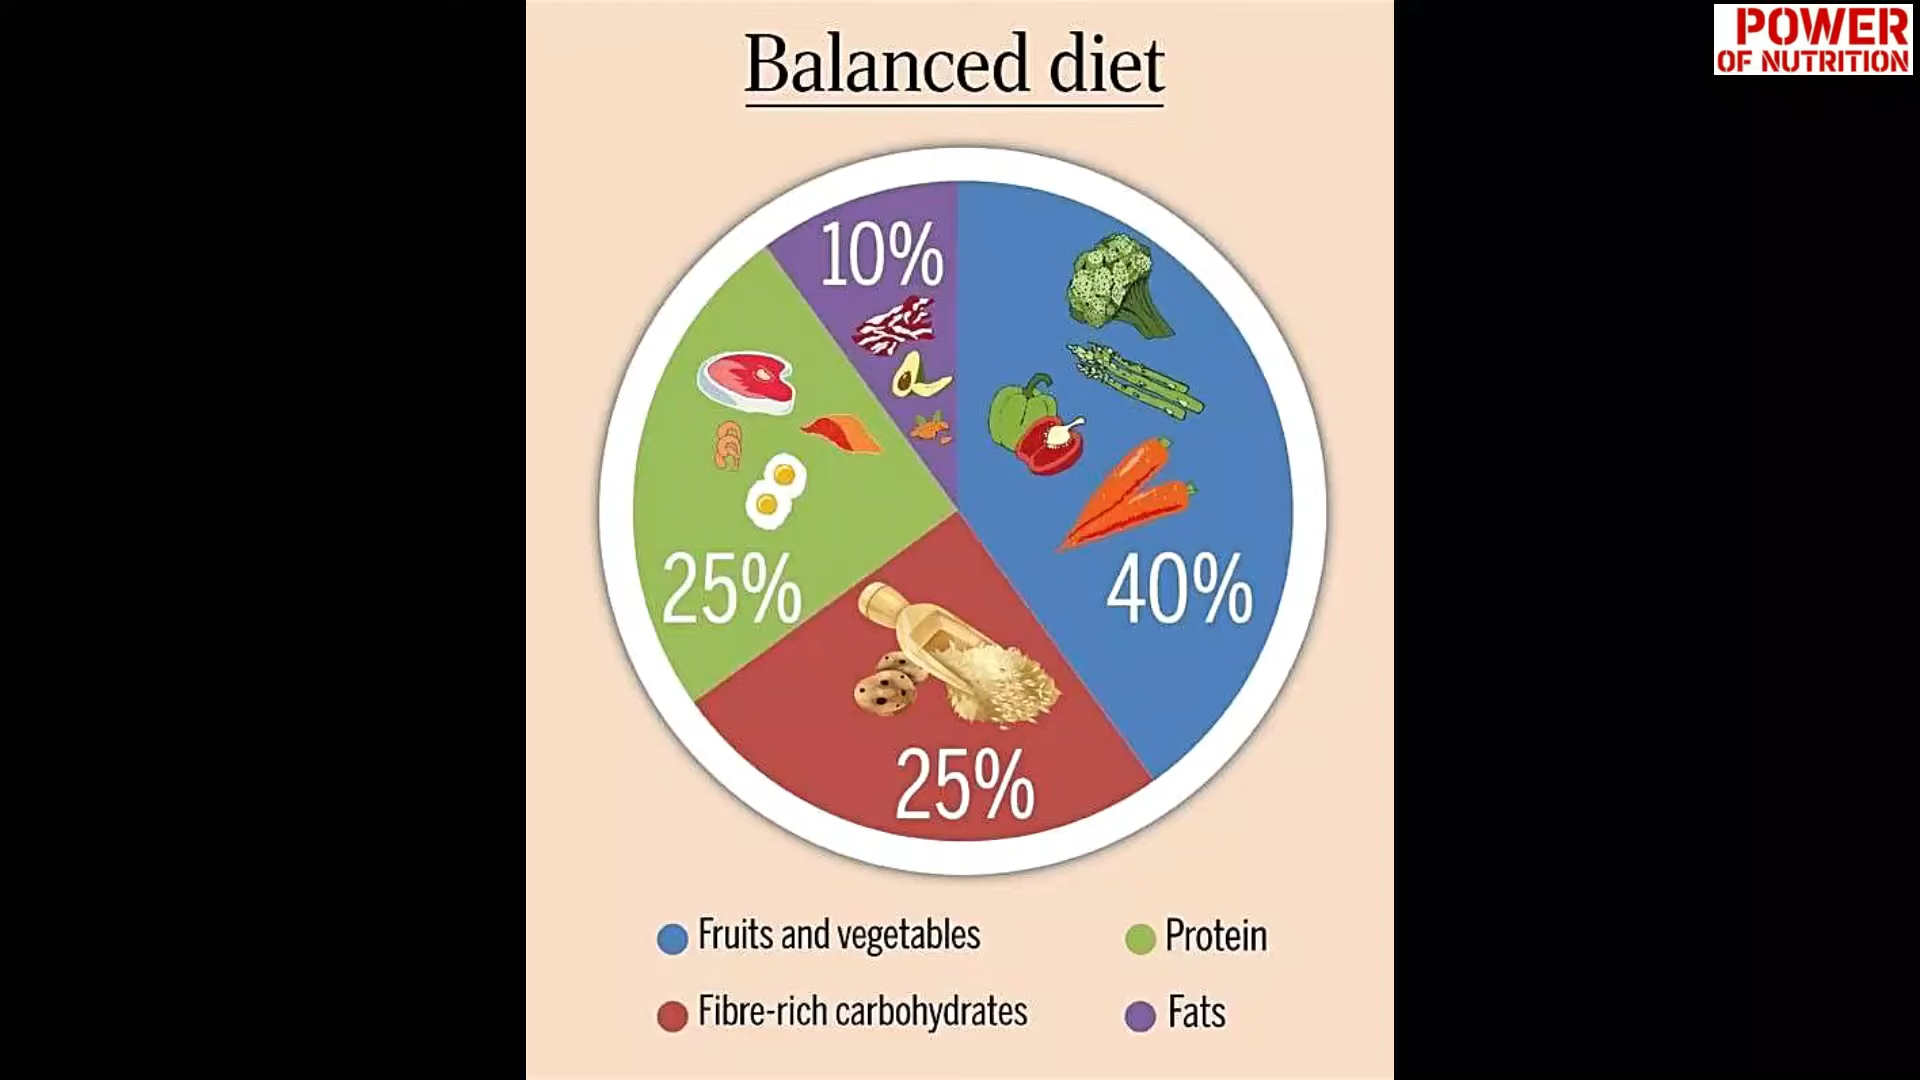 POWER
OF NUTRITION
Balanced diet
10%
25%
40%
25%
Fruits and vegetables
Protein
Fibre-rich carbohydrates
Fats